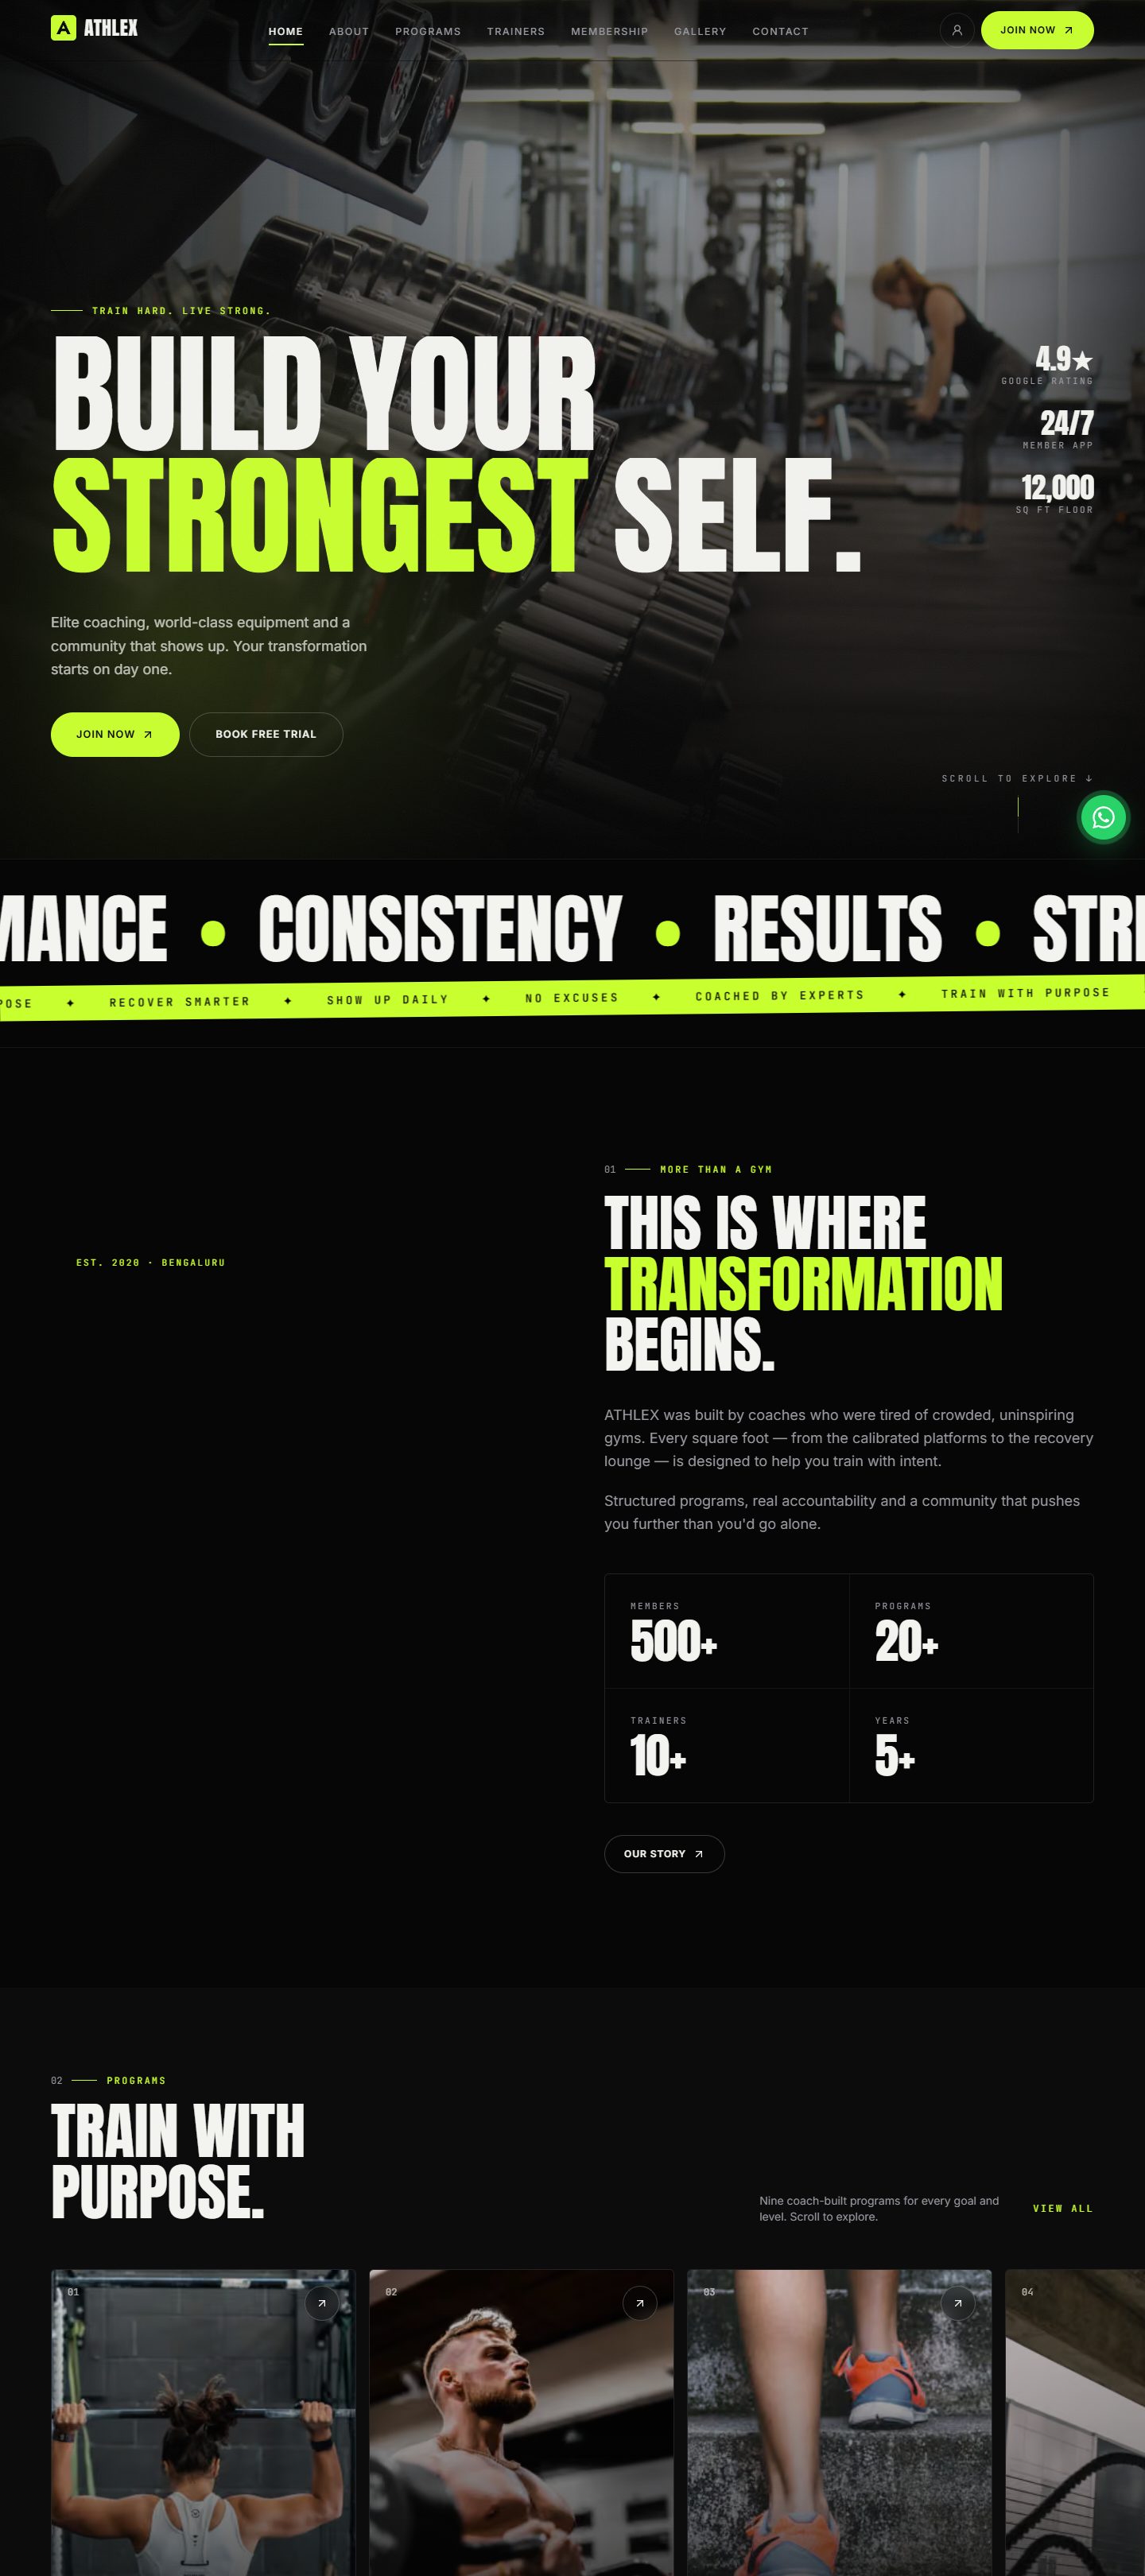 ATHLEX
HOME ABOUT PROGRAMS TRAINERS MEMBERSHIP GALLERY CONTACT
JOIN NOW
TRAIN HARD. LIVE STRONG.
BUILD YOUR
STRONGEST SELF.
4.9★
GOOGLE RATING
24/7
MEMBER APP
12,000
SQ FT FLOOR
Elite coaching, world-class equipment and a
community that shows up. Your transformation
starts on day one.
JOIN NOW
BOOK FREE TRIAL
SCROLL TO EXPLORE ↓
MANCE • CONSISTENCY • RESULTS • STRE
POSE ✦ RECOVER SMARTER ✦ SHOW UP DAILY ✦ NO EXCUSES ✦ COACHED BY EXPERTS ✦ TRAIN WITH PURPOSE
EST. 2020 · BENGALURU
01 MORE THAN A GYM
THIS IS WHERE
TRANSFORMATION
BEGINS.
ATHLEX was built by coaches who were tired of crowded, uninspiring
gyms. Every square foot — from the calibrated platforms to the recovery
lounge — is designed to help you train with intent.
Structured programs, real accountability and a community that pushes
you further than you'd go alone.
MEMBERS
500+
PROGRAMS
20+
TRAINERS
10+
YEARS
5+
OUR STORY
02 PROGRAMS
TRAIN WITH
PURPOSE.
Nine coach-built programs for every goal and
level. Scroll to explore.
VIEW ALL
01
02
03
04